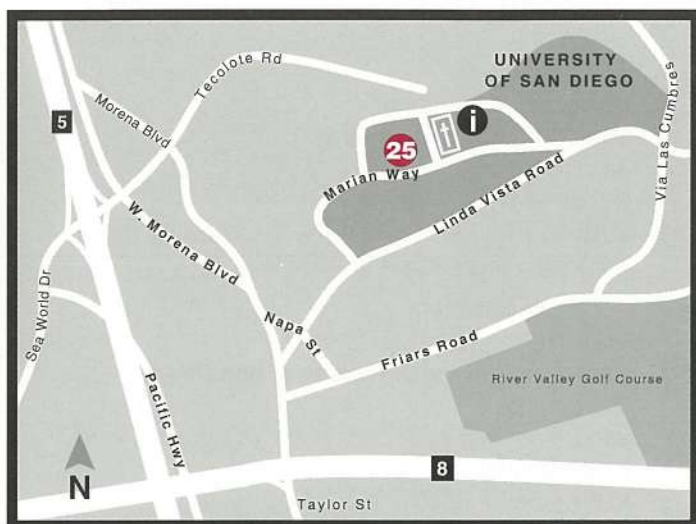 UNIVERSITY
OF SAN DIEGO
Tecolote Rd
Morena Blvd
5
i
25
Via Las Cumbres
Marian Way
Linda Vista Road
W. Morena Blvd
Sea World Dr
Napa St
Friars Road
River Valley Golf Course
Pacific Hwy
8
N
Taylor St